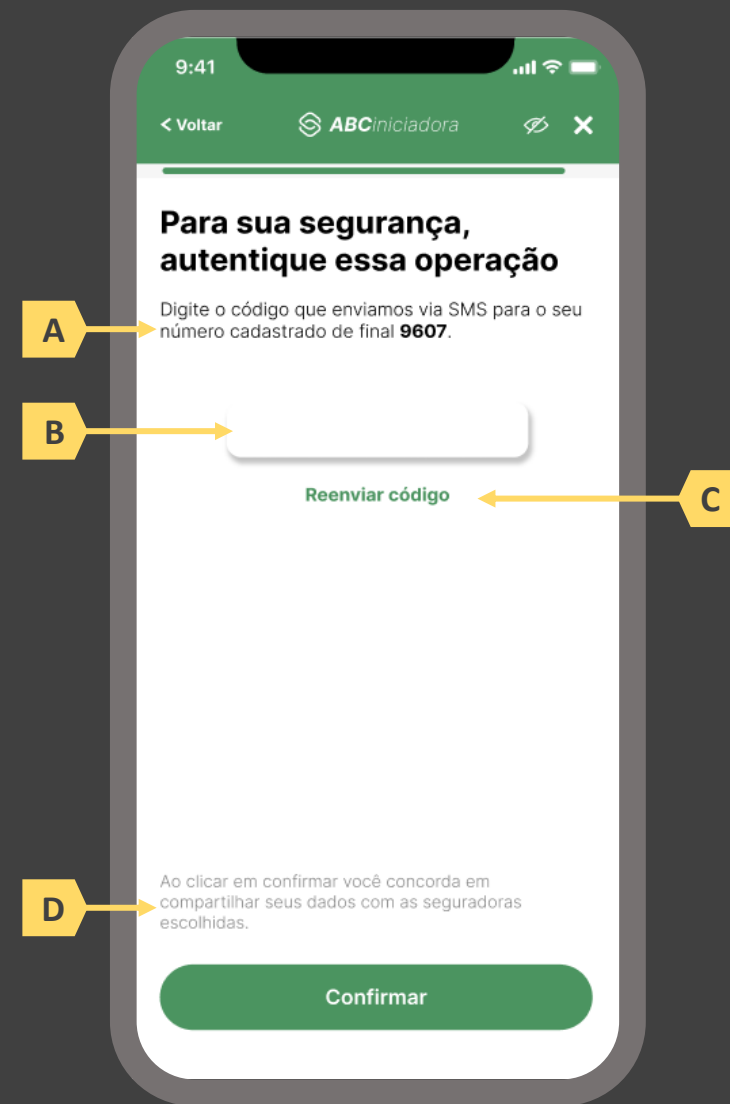 9:41
< Voltar ABCiniciadora
Para sua segurança,
autentique essa operação
Digite o código que enviamos via SMS para o seu
número cadastrado de final 9607.
A
B
Reenviar código
C
Ao clicar em confirmar você concorda em
compartilhar seus dados com as seguradoras
escolhidas.
D
Confirmar